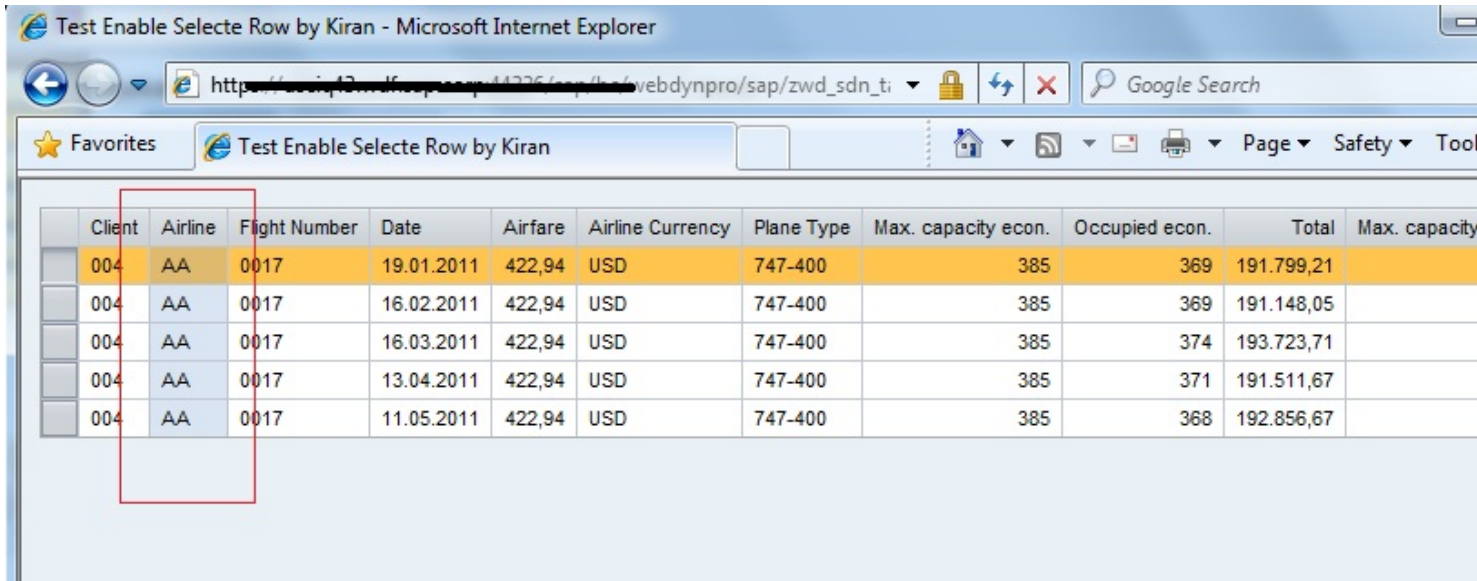 Test Enable Selecte Row by Kiran - Microsoft Internet Explorer
http vebdynpro/sap/zwd_sdn_t Google Search
Favorites Test Enable Selecte Row by Kiran Page Safety Tool
Client Airline Flight Number Date Airfare Airline Currency Plane Type Max. capacity econ. Occupied econ. Total Max. capacity
004 AA 0017 19.01.2011 422,94 USD 747-400 385 369 191.799,21
004 AA 0017 16.02.2011 422,94 USD 747-400 385 369 191.148,05
004 AA 0017 16.03.2011 422,94 USD 747-400 385 374 193.723,71
004 AA 0017 13.04.2011 422,94 USD 747-400 385 371 191.511,67
004 AA 0017 11.05.2011 422,94 USD 747-400 385 368 192.856,67